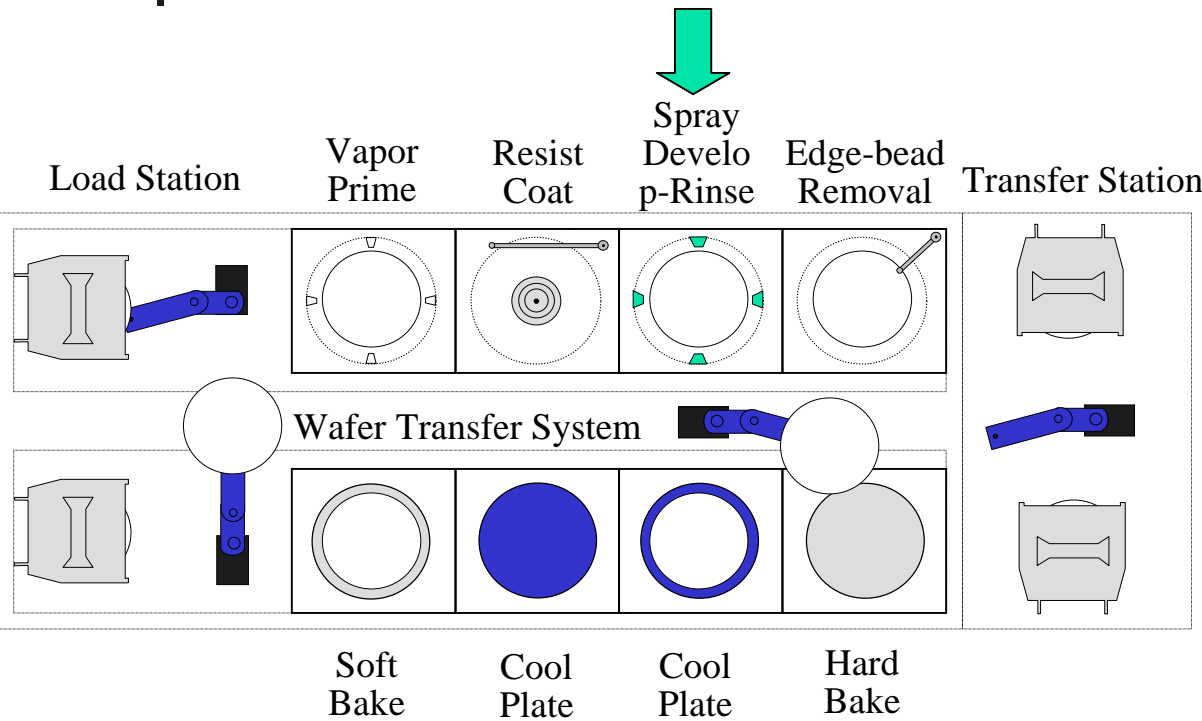 Load Station
Vapor
Prime
Resist
Coat
Spray
Develo
p-Rinse
Edge-bead
Removal
Transfer Station
Wafer Transfer System
Soft
Bake
Cool
Plate
Cool
Plate
Hard
Bake